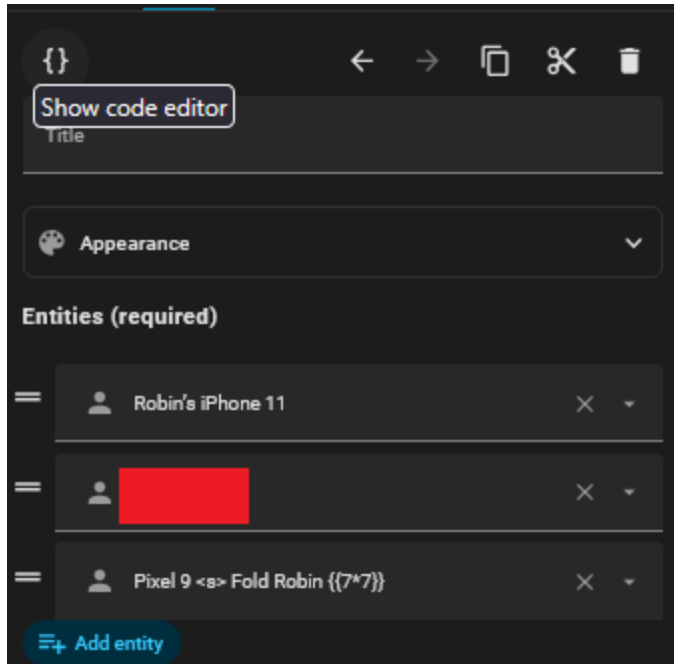 {}
Show code editor
Title
Appearance
Entities (required)
Robin's iPhone 11
Pixel 9 <s> Fold Robin {{7*7}}
Add entity